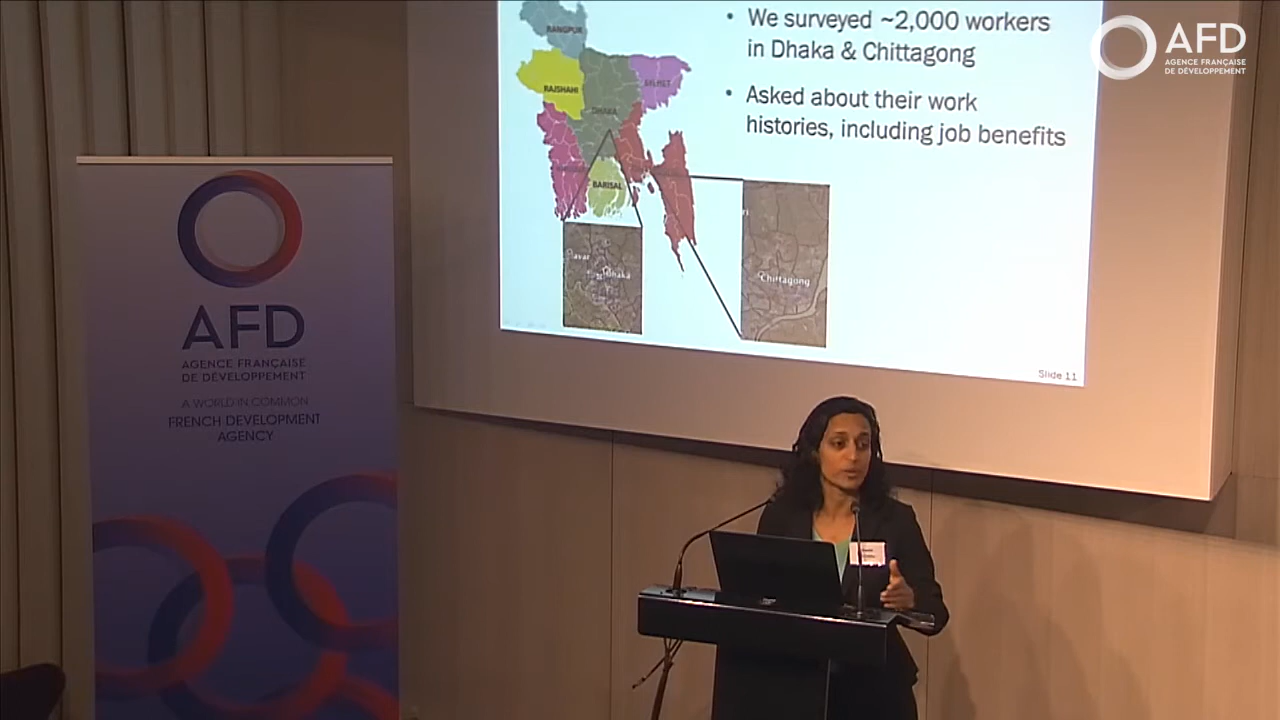 • We surveyed ~2,000 workers
in Dhaka & Chittagong
• Asked about their work
histories, including job benefits
RANGPUR
RAJSHAHI
SYLHET
DHAKA
BARISAL
Savar
Dhaka
Chittagong
Slide 11
AFD
AGENCE FRANÇAISE
DE DÉVELOPPEMENT
AFD
AGENCE FRANÇAISE
DE DÉVELOPPEMENT
A WORLD IN COMMON
FRENCH DEVELOPMENT
AGENCY